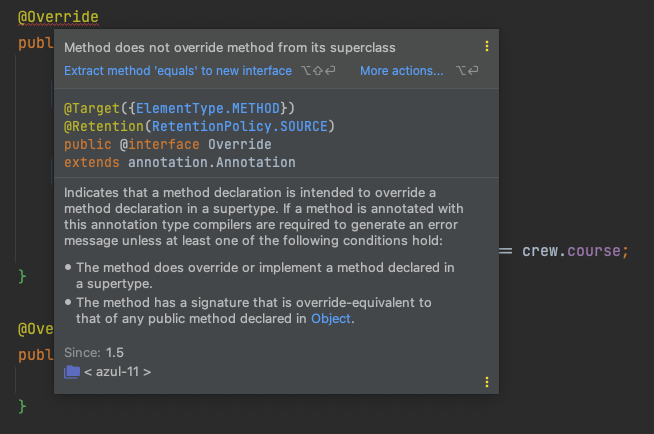 @Override
publ
Method does not override method from its superclass
Extract method 'equals' to new interface ⌥⇧⏎ More actions... ⌥⏎
@Target({ElementType.METHOD})
@Retention(RetentionPolicy.SOURCE)
public @interface Override
extends annotation.Annotation
Indicates that a method declaration is intended to override a
method declaration in a supertype. If a method is annotated with
this annotation type compilers are required to generate an error
message unless at least one of the following conditions hold:
== crew.course;
• The method does override or implement a method declared in
a supertype.
}
• The method has a signature that is override-equivalent to
that of any public method declared in Object.
@Ove
publ
Since: 1.5
< azul-11 >
}